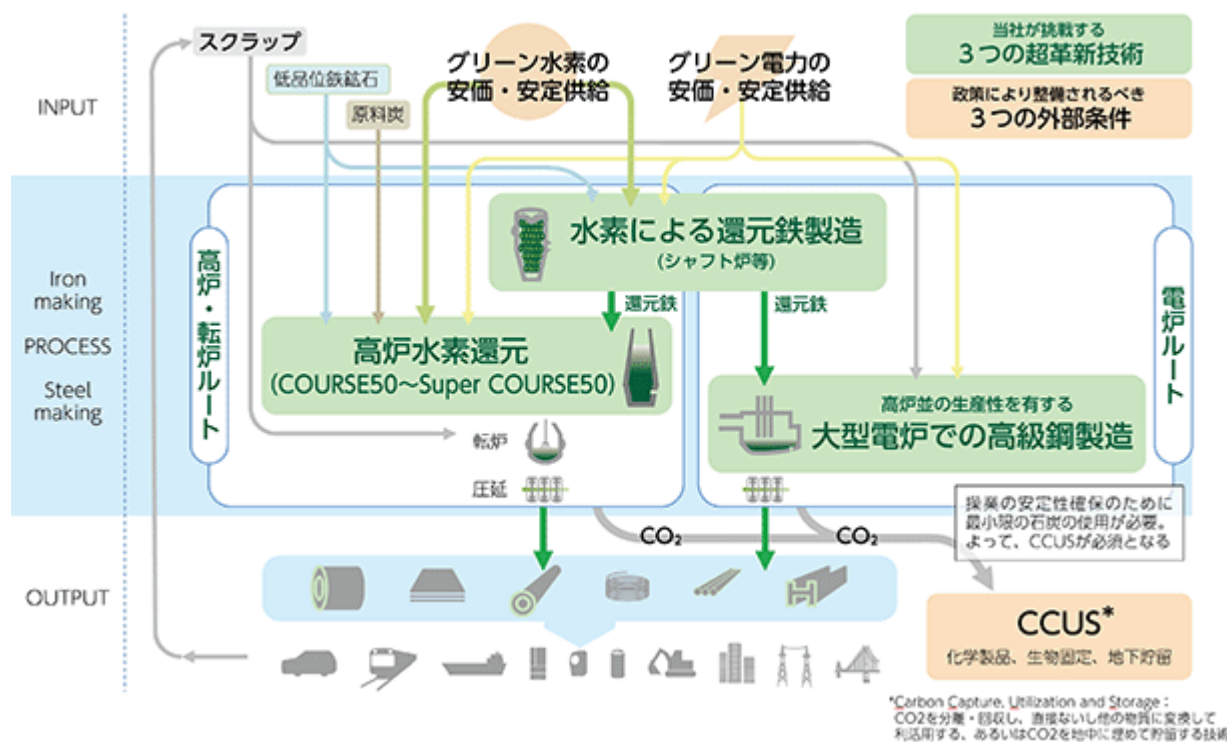 スクラップ
低品位鉄鉱石
原料炭
グリーン水素の
安価・安定供給
グリーン電力の
安価・安定供給
当社が挑戦する
3つの超革新技術
政策により整備されるべき
3つの外部条件
INPUT
水素による還元鉄製造
(シャフト炉等)
高炉・転炉ルート
電炉ルート
Iron
making
PROCESS
Steel
making
還元鉄
還元鉄
高炉水素還元
(COURSE50～Super COURSE50)
高炉並の生産性を有する
大型電炉での高級鋼製造
転炉
圧延
操業の安定性確保のために
最小限の石炭の使用が必要。
よって、CCUSが必須となる
CO₂
CO₂
OUTPUT
CCUS*
化学製品、生物固定、地下貯留
*Carbon Capture, Utilization and Storage：
CO2を分離・回収し、直接ないし他の物質に変換して
利活用する、あるいはCO2を地中に埋めて貯留する技術